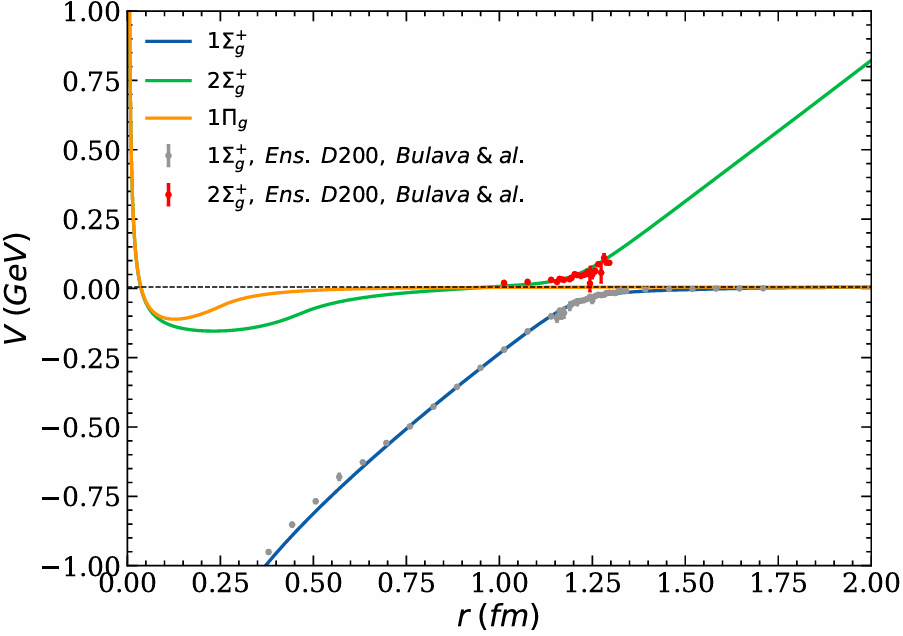 1Σg+
2Σg+
1Πg
1Σg+, Ens. D200, Bulava & al.
2Σg+, Ens. D200, Bulava & al.
V (GeV)
1.00
0.75
0.50
0.25
0.00
−0.25
−0.50
−0.75
−1.00
0.00 0.25 0.50 0.75 1.00 1.25 1.50 1.75 2.00
r (fm)